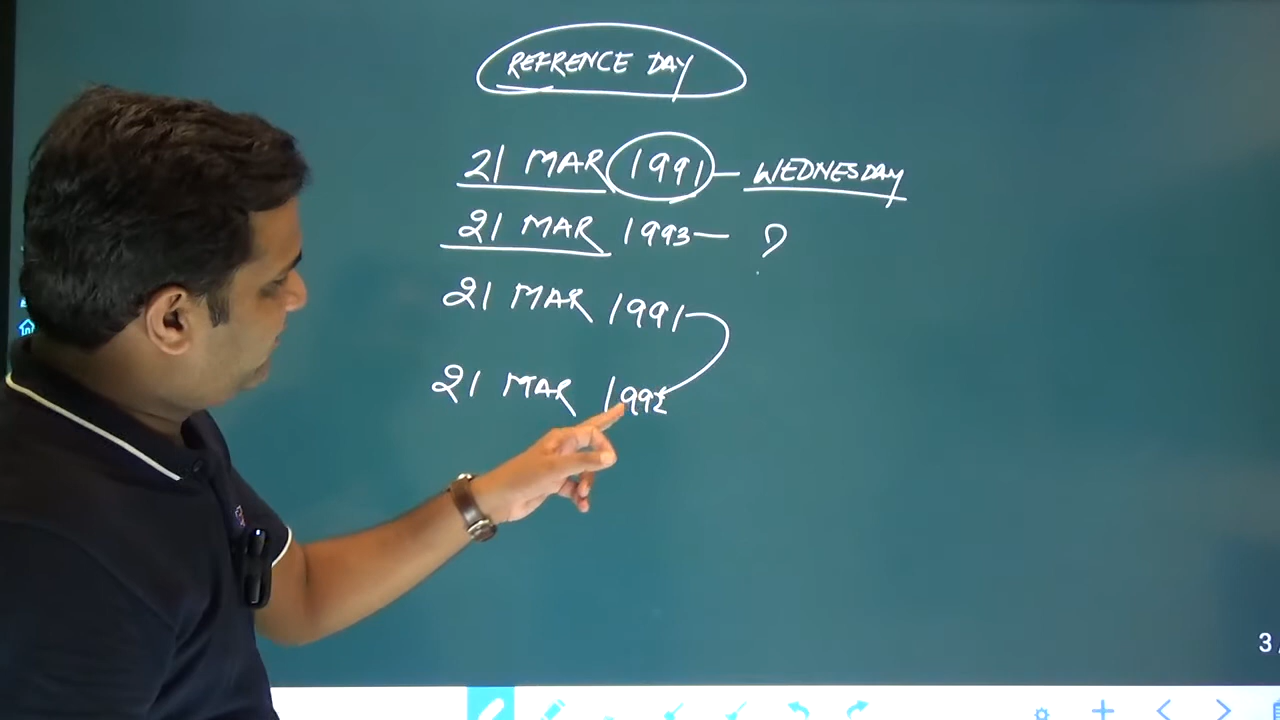 REFRENCE DAY
21 MAR 1991 — WEDNESDAY
21 MAR 1993 — ?
21 MAR 1991
21 MAR 1992
3